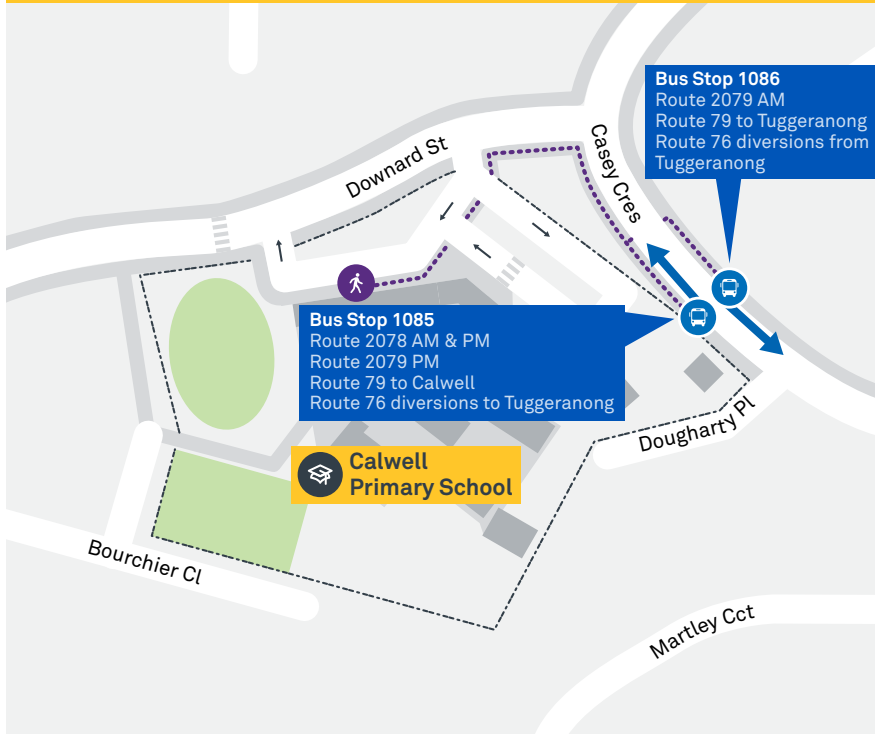 Bus Stop 1086
Route 2079 AM
Route 79 to Tuggeranong
Route 76 diversions from
Tuggeranong
Casey Cres
Downard St
Bus Stop 1085
Route 2078 AM & PM
Route 2079 PM
Route 79 to Calwell
Route 76 diversions to Tuggeranong
Dougharty Pl
Calwell
Primary School
Bourchier Cl
Martley Cct